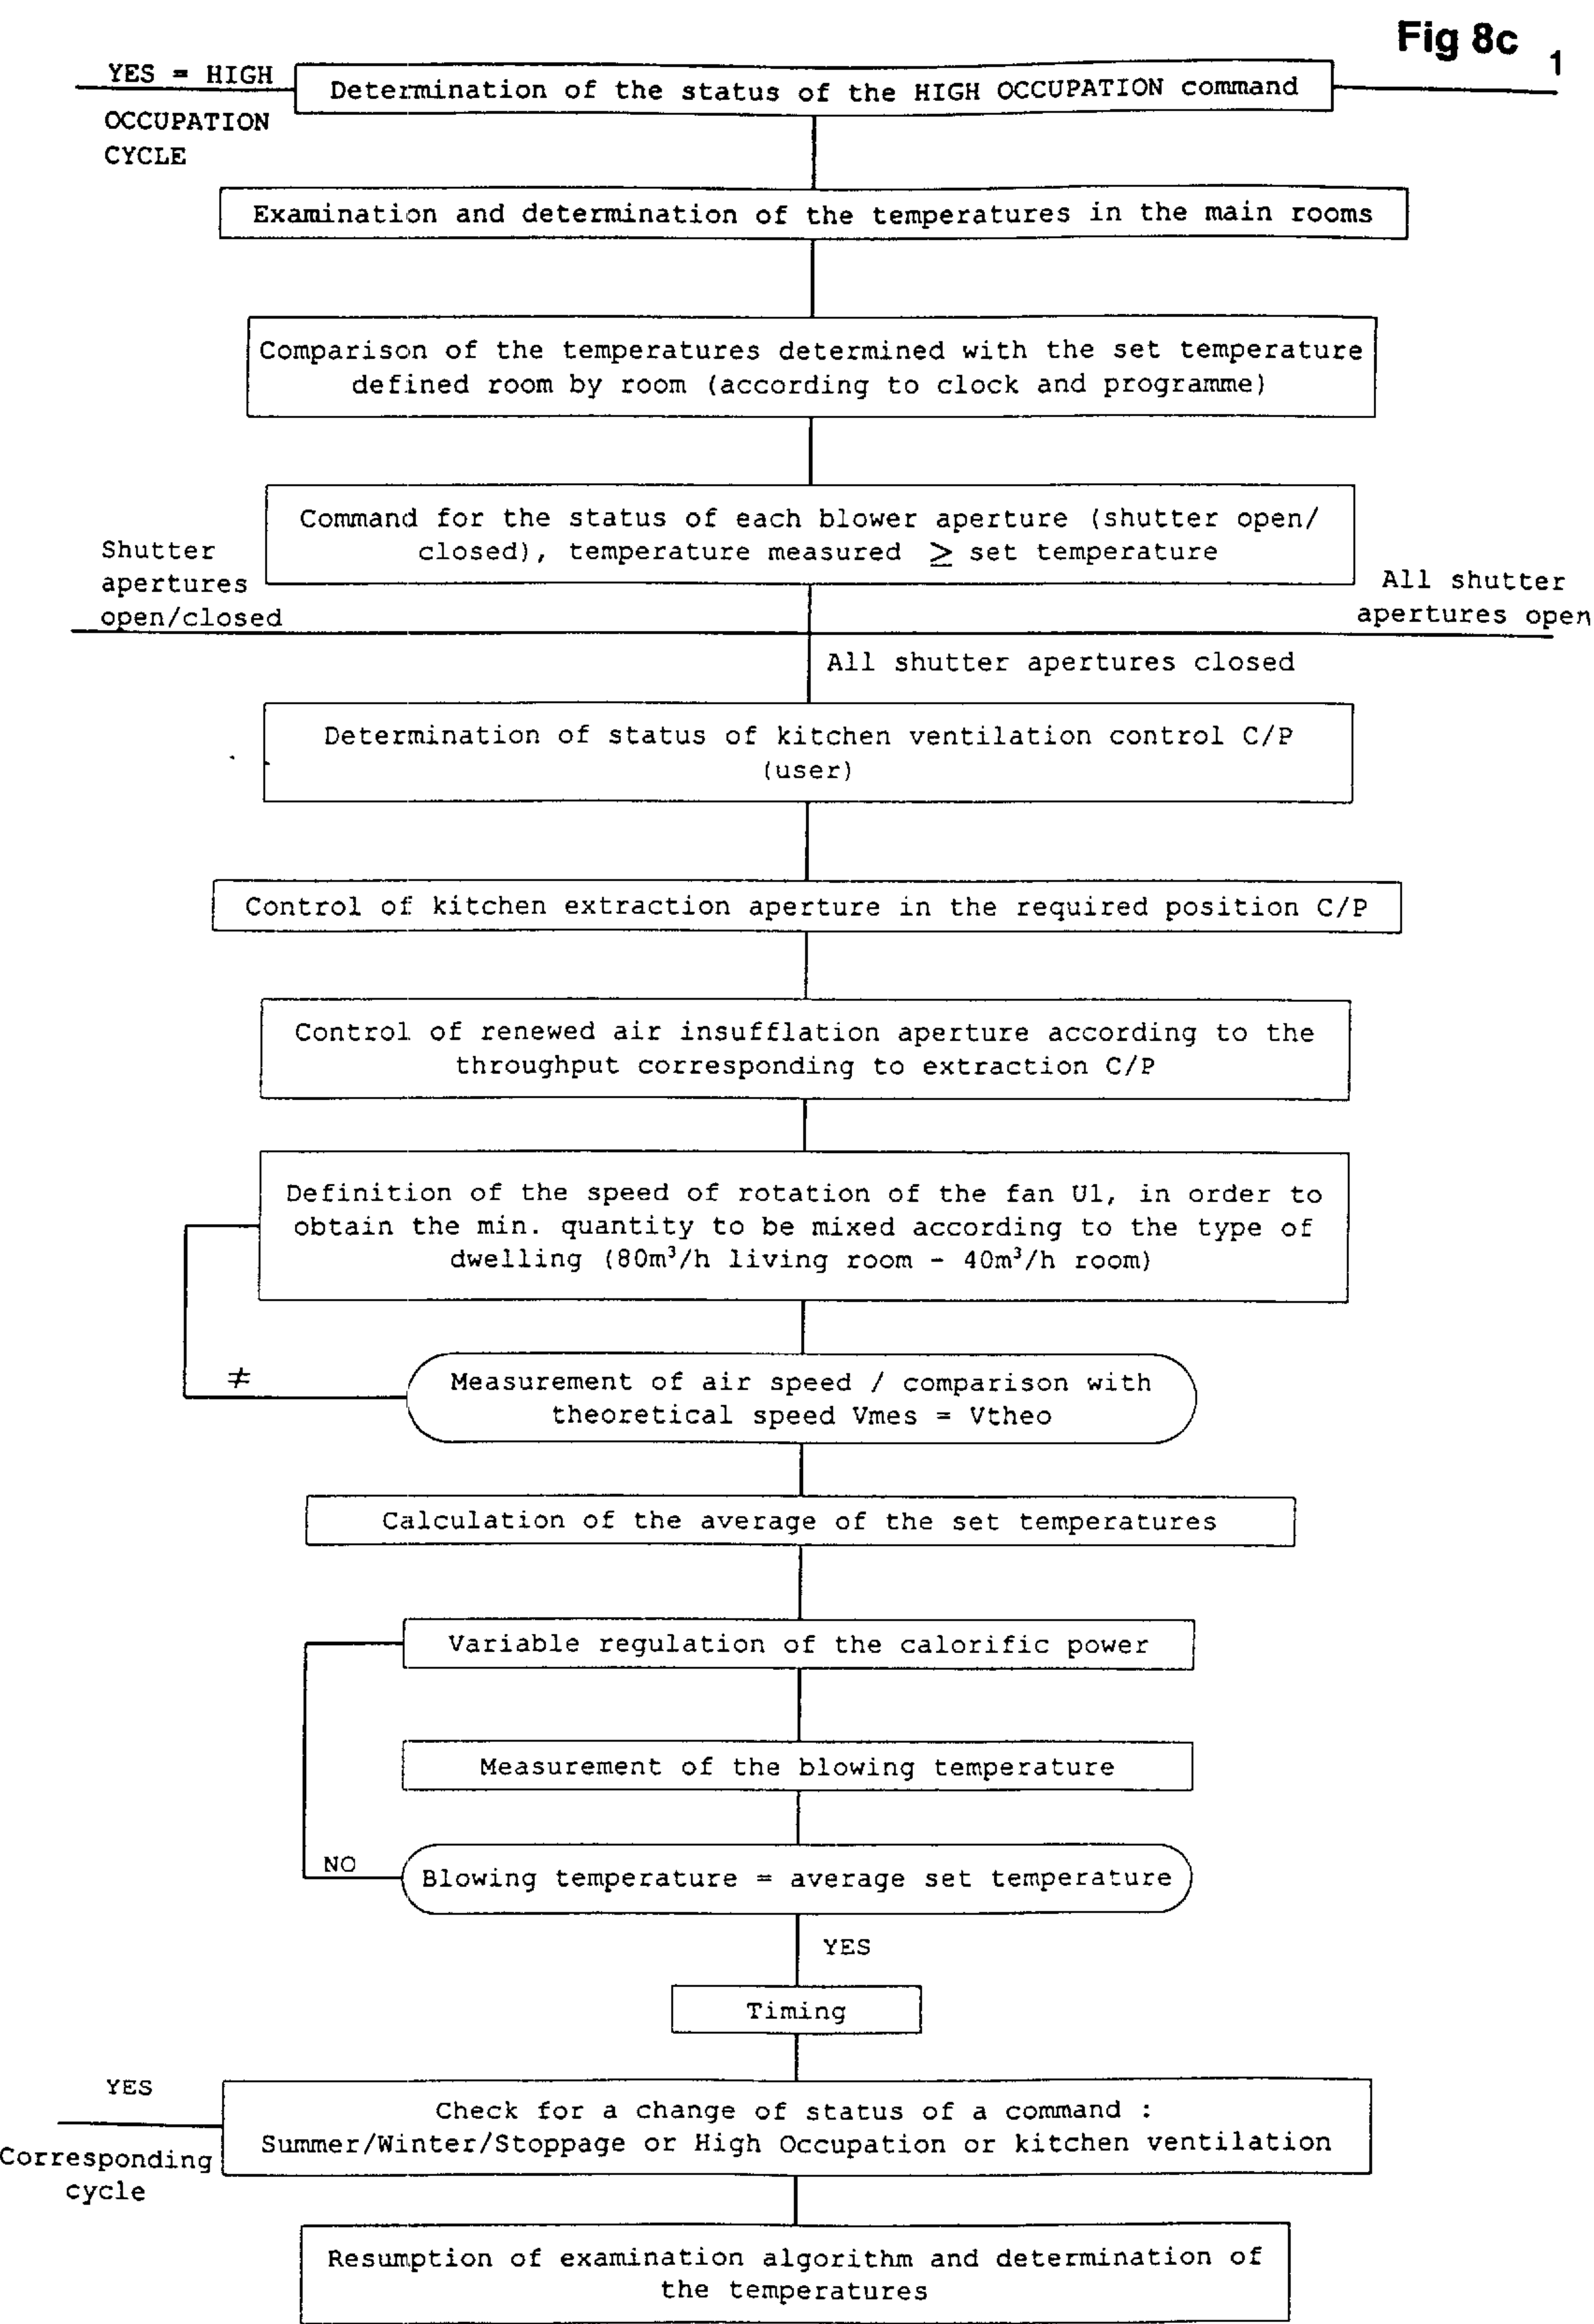 Fig 8c
1
YES = HIGH
OCCUPATION
CYCLE
Determination of the status of the HIGH OCCUPATION command
Examination and determination of the temperatures in the main rooms
Comparison of the temperatures determined with the set temperature
defined room by room (according to clock and programme)
Command for the status of each blower aperture (shutter open/
closed), temperature measured ≥ set temperature
Shutter
apertures
open/closed
All shutter
apertures open
All shutter apertures closed
Determination of status of kitchen ventilation control C/P
(user)
Control of kitchen extraction aperture in the required position C/P
Control of renewed air insufflation aperture according to the
throughput corresponding to extraction C/P
Definition of the speed of rotation of the fan U1, in order to
obtain the min. quantity to be mixed according to the type of
dwelling (80m³/h living room - 40m³/h room)
≠
Measurement of air speed / comparison with
theoretical speed Vmes = Vtheo
Calculation of the average of the set temperatures
Variable regulation of the calorific power
Measurement of the blowing temperature
NO
Blowing temperature = average set temperature
YES
Timing
YES
Corresponding
cycle
Check for a change of status of a command :
Summer/Winter/Stoppage or High Occupation or kitchen ventilation
Resumption of examination algorithm and determination of
the temperatures